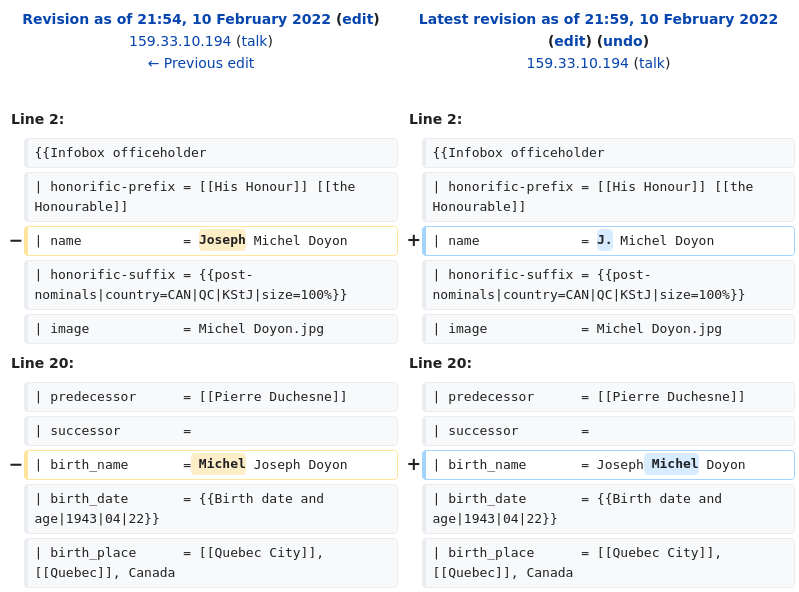 Revision as of 21:54, 10 February 2022 (edit)
159.33.10.194 (talk)
← Previous edit
Latest revision as of 21:59, 10 February 2022
(edit) (undo)
159.33.10.194 (talk)
Line 2:
Line 2:
{{Infobox officeholder
{{Infobox officeholder
| honorific-prefix = [[His Honour]] [[the
Honourable]]
| honorific-prefix = [[His Honour]] [[the
Honourable]]
− | name             = Joseph Michel Doyon
+ | name             = J. Michel Doyon
| honorific-suffix = {{post-
nominals|country=CAN|QC|KStJ|size=100%}}
| honorific-suffix = {{post-
nominals|country=CAN|QC|KStJ|size=100%}}
| image            = Michel Doyon.jpg
| image            = Michel Doyon.jpg
Line 20:
Line 20:
| predecessor      = [[Pierre Duchesne]]
| predecessor      = [[Pierre Duchesne]]
| successor        =
| successor        =
− | birth_name       = Michel Joseph Doyon
+ | birth_name       = Joseph Michel Doyon
| birth_date       = {{Birth date and
age|1943|04|22}}
| birth_date       = {{Birth date and
age|1943|04|22}}
| birth_place      = [[Quebec City]],
[[Quebec]], Canada
| birth_place      = [[Quebec City]],
[[Quebec]], Canada